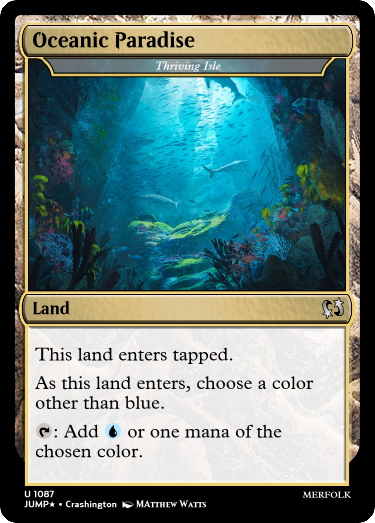 Oceanic Paradise
Thriving Isle
Land
This land enters tapped.
As this land enters, choose a color
other than blue.
: Add or one mana of the
chosen color.
U 1087
JUMP★ • Crashington Matthew Watts
MERFOLK